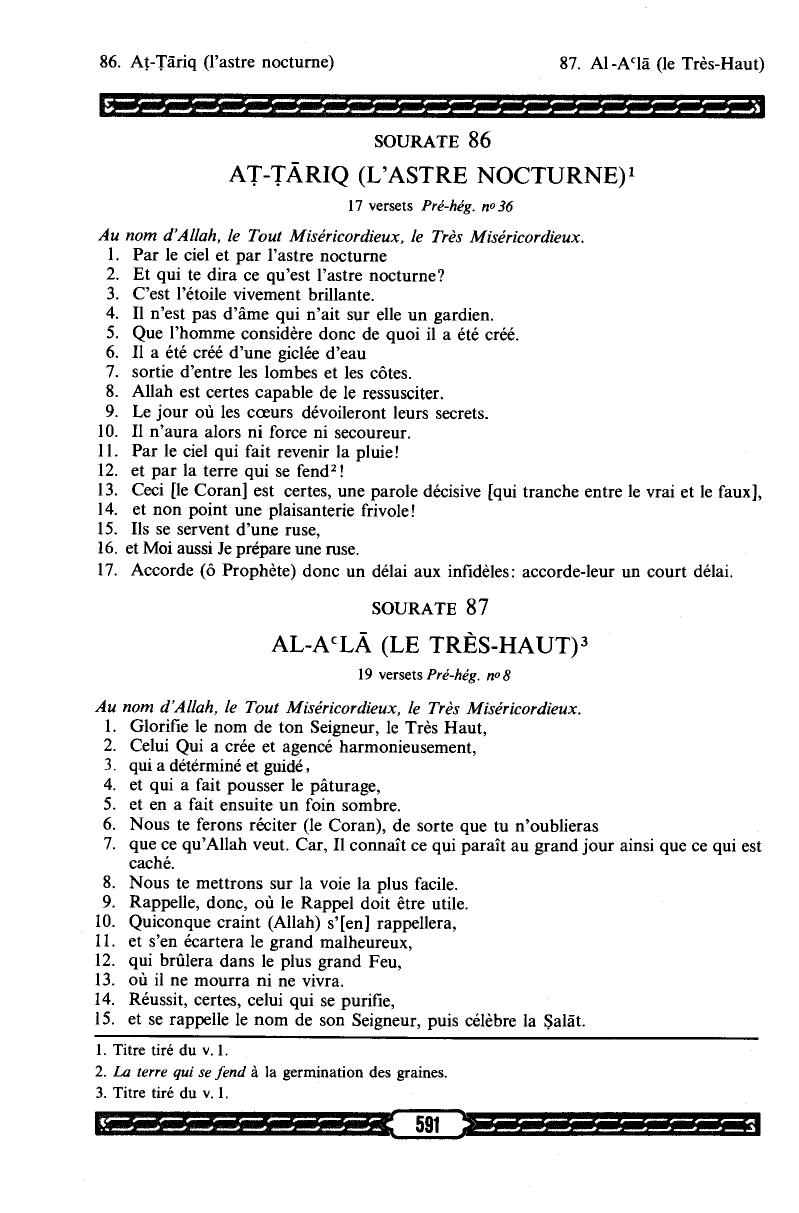 86. Aṭ-Ṭāriq (l'astre nocturne) 87. Al-Aʿlā (le Très-Haut)
SOURATE 86
AṬ-ṬĀRIQ (L'ASTRE NOCTURNE)¹
17 versets Pré-hég. nº 36
Au nom d'Allah, le Tout Miséricordieux, le Très Miséricordieux.
1. Par le ciel et par l'astre nocturne
2. Et qui te dira ce qu'est l'astre nocturne?
3. C'est l'étoile vivement brillante.
4. Il n'est pas d'âme qui n'ait sur elle un gardien.
5. Que l'homme considère donc de quoi il a été créé.
6. Il a été créé d'une giclée d'eau
7. sortie d'entre les lombes et les côtes.
8. Allah est certes capable de le ressusciter.
9. Le jour où les cœurs dévoileront leurs secrets.
10. Il n'aura alors ni force ni secoureur.
11. Par le ciel qui fait revenir la pluie!
12. et par la terre qui se fend²!
13. Ceci [le Coran] est certes, une parole décisive [qui tranche entre le vrai et le faux],
14. et non point une plaisanterie frivole!
15. Ils se servent d'une ruse,
16. et Moi aussi Je prépare une ruse.
17. Accorde (ô Prophète) donc un délai aux infidèles: accorde-leur un court délai.
SOURATE 87
AL-AʿLĀ (LE TRÈS-HAUT)³
19 versets Pré-hég. nº 8
Au nom d'Allah, le Tout Miséricordieux, le Très Miséricordieux.
1. Glorifie le nom de ton Seigneur, le Très Haut,
2. Celui Qui a crée et agencé harmonieusement,
3. qui a détérminé et guidé,
4. et qui a fait pousser le pâturage,
5. et en a fait ensuite un foin sombre.
6. Nous te ferons réciter (le Coran), de sorte que tu n'oublieras
7. que ce qu'Allah veut. Car, Il connaît ce qui paraît au grand jour ainsi que ce qui est
caché.
8. Nous te mettrons sur la voie la plus facile.
9. Rappelle, donc, où le Rappel doit être utile.
10. Quiconque craint (Allah) s'[en] rappellera,
11. et s'en écartera le grand malheureux,
12. qui brûlera dans le plus grand Feu,
13. où il ne mourra ni ne vivra.
14. Réussit, certes, celui qui se purifie,
15. et se rappelle le nom de son Seigneur, puis célèbre la Ṣalāt.
1. Titre tiré du v. 1.
2. La terre qui se fend à la germination des graines.
3. Titre tiré du v. 1.
591